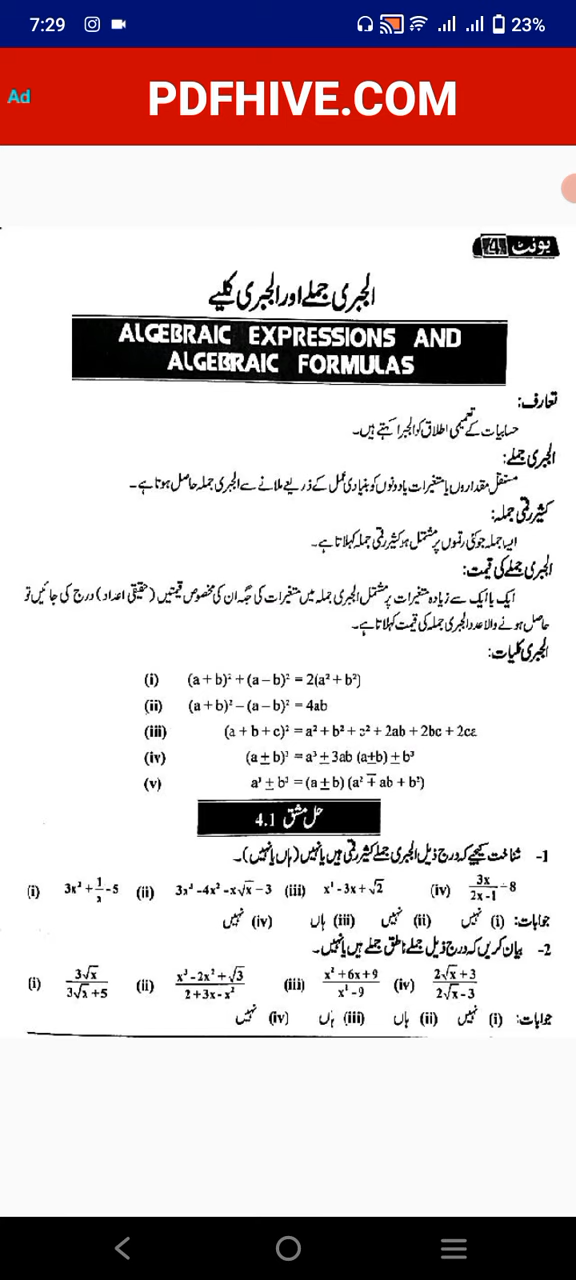 7:29 23%
Ad PDFHIVE.COM
یونٹ 4
الجبری جملے اور الجبری کلیے
ALGEBRAIC EXPRESSIONS AND
ALGEBRAIC FORMULAS
تعارف:
حسابیات کے تعمیمی اطلاق کو الجبرا کہتے ہیں۔
الجبری جملے:
مستقل مقداروں یا متغیرات یا دونوں کو بنیادی عمل کے ذریعے ملانے سے الجبری جملہ حاصل ہوتا ہے۔
کثیر رقمی جملہ:
ایسا جملہ جو کئی رقموں پر مشتمل ہو کثیر رقمی جملہ کہلاتا ہے۔
الجبری جملے کی قیمت:
ایک یا ایک سے زیادہ متغیرات پر مشتمل الجبری جملہ میں متغیرات کی جگہ ان کی مخصوص قیمتیں (حقیقی اعداد) درج کی جائیں تو
حاصل ہونے والا عدد الجبری جملہ کی قیمت کہلاتا ہے۔
الجبری کلیات:
(i) (a + b)² + (a – b)² = 2(a² + b²)
(ii) (a + b)² – (a – b)² = 4ab
(iii) (a + b + c)² = a² + b² + c² + 2ab + 2bc + 2ca
(iv) (a ± b)³ = a³ ± 3ab (a±b) ± b³
(v) a³ ± b³ = (a ± b) (a² ∓ ab + b²)
حل مشق 4.1
1- شناخت کیجیے کہ درج ذیل الجبری جملے کثیر رقمی ہیں یا نہیں (ہاں یا نہیں)۔
(i) 3x² + 1/x - 5 (ii) 3x³ - 4x² - x√x - 3 (iii) x² - 3x + √2 (iv) 3x/(2x-1) + 8
جوابات: (i) نہیں (ii) نہیں (iii) ہاں (iv) نہیں
2- بیان کریں کہ درج ذیل جملے ناطق جملے ہیں یا نہیں۔
(i) 3√x/(3√x + 5) (ii) (x³ - 2x² + √3)/(2 + 3x - x²) (iii) (x² + 6x + 9)/(x² - 9) (iv) (2√x + 3)/(2√x - 3)
جوابات: (i) نہیں (ii) ہاں (iii) ہاں (iv) نہیں